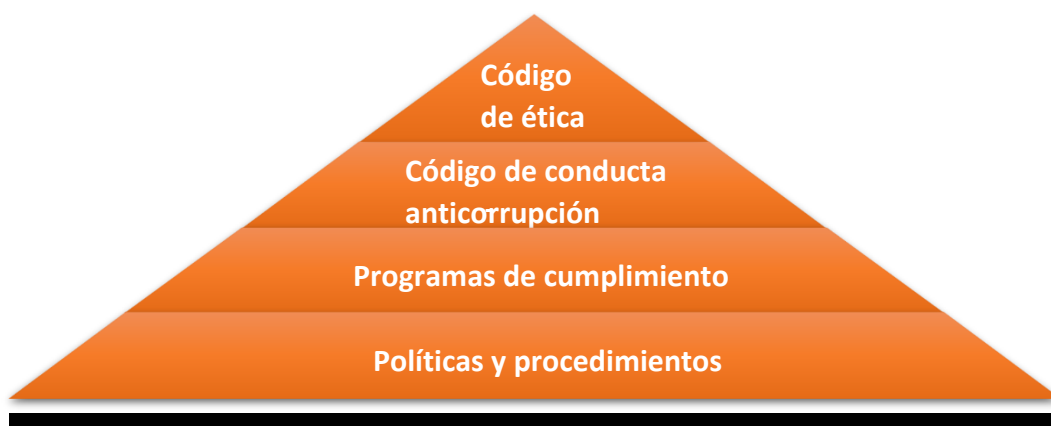 Código
de ética
Código de conducta
anticorrupción
Programas de cumplimiento
Políticas y procedimientos